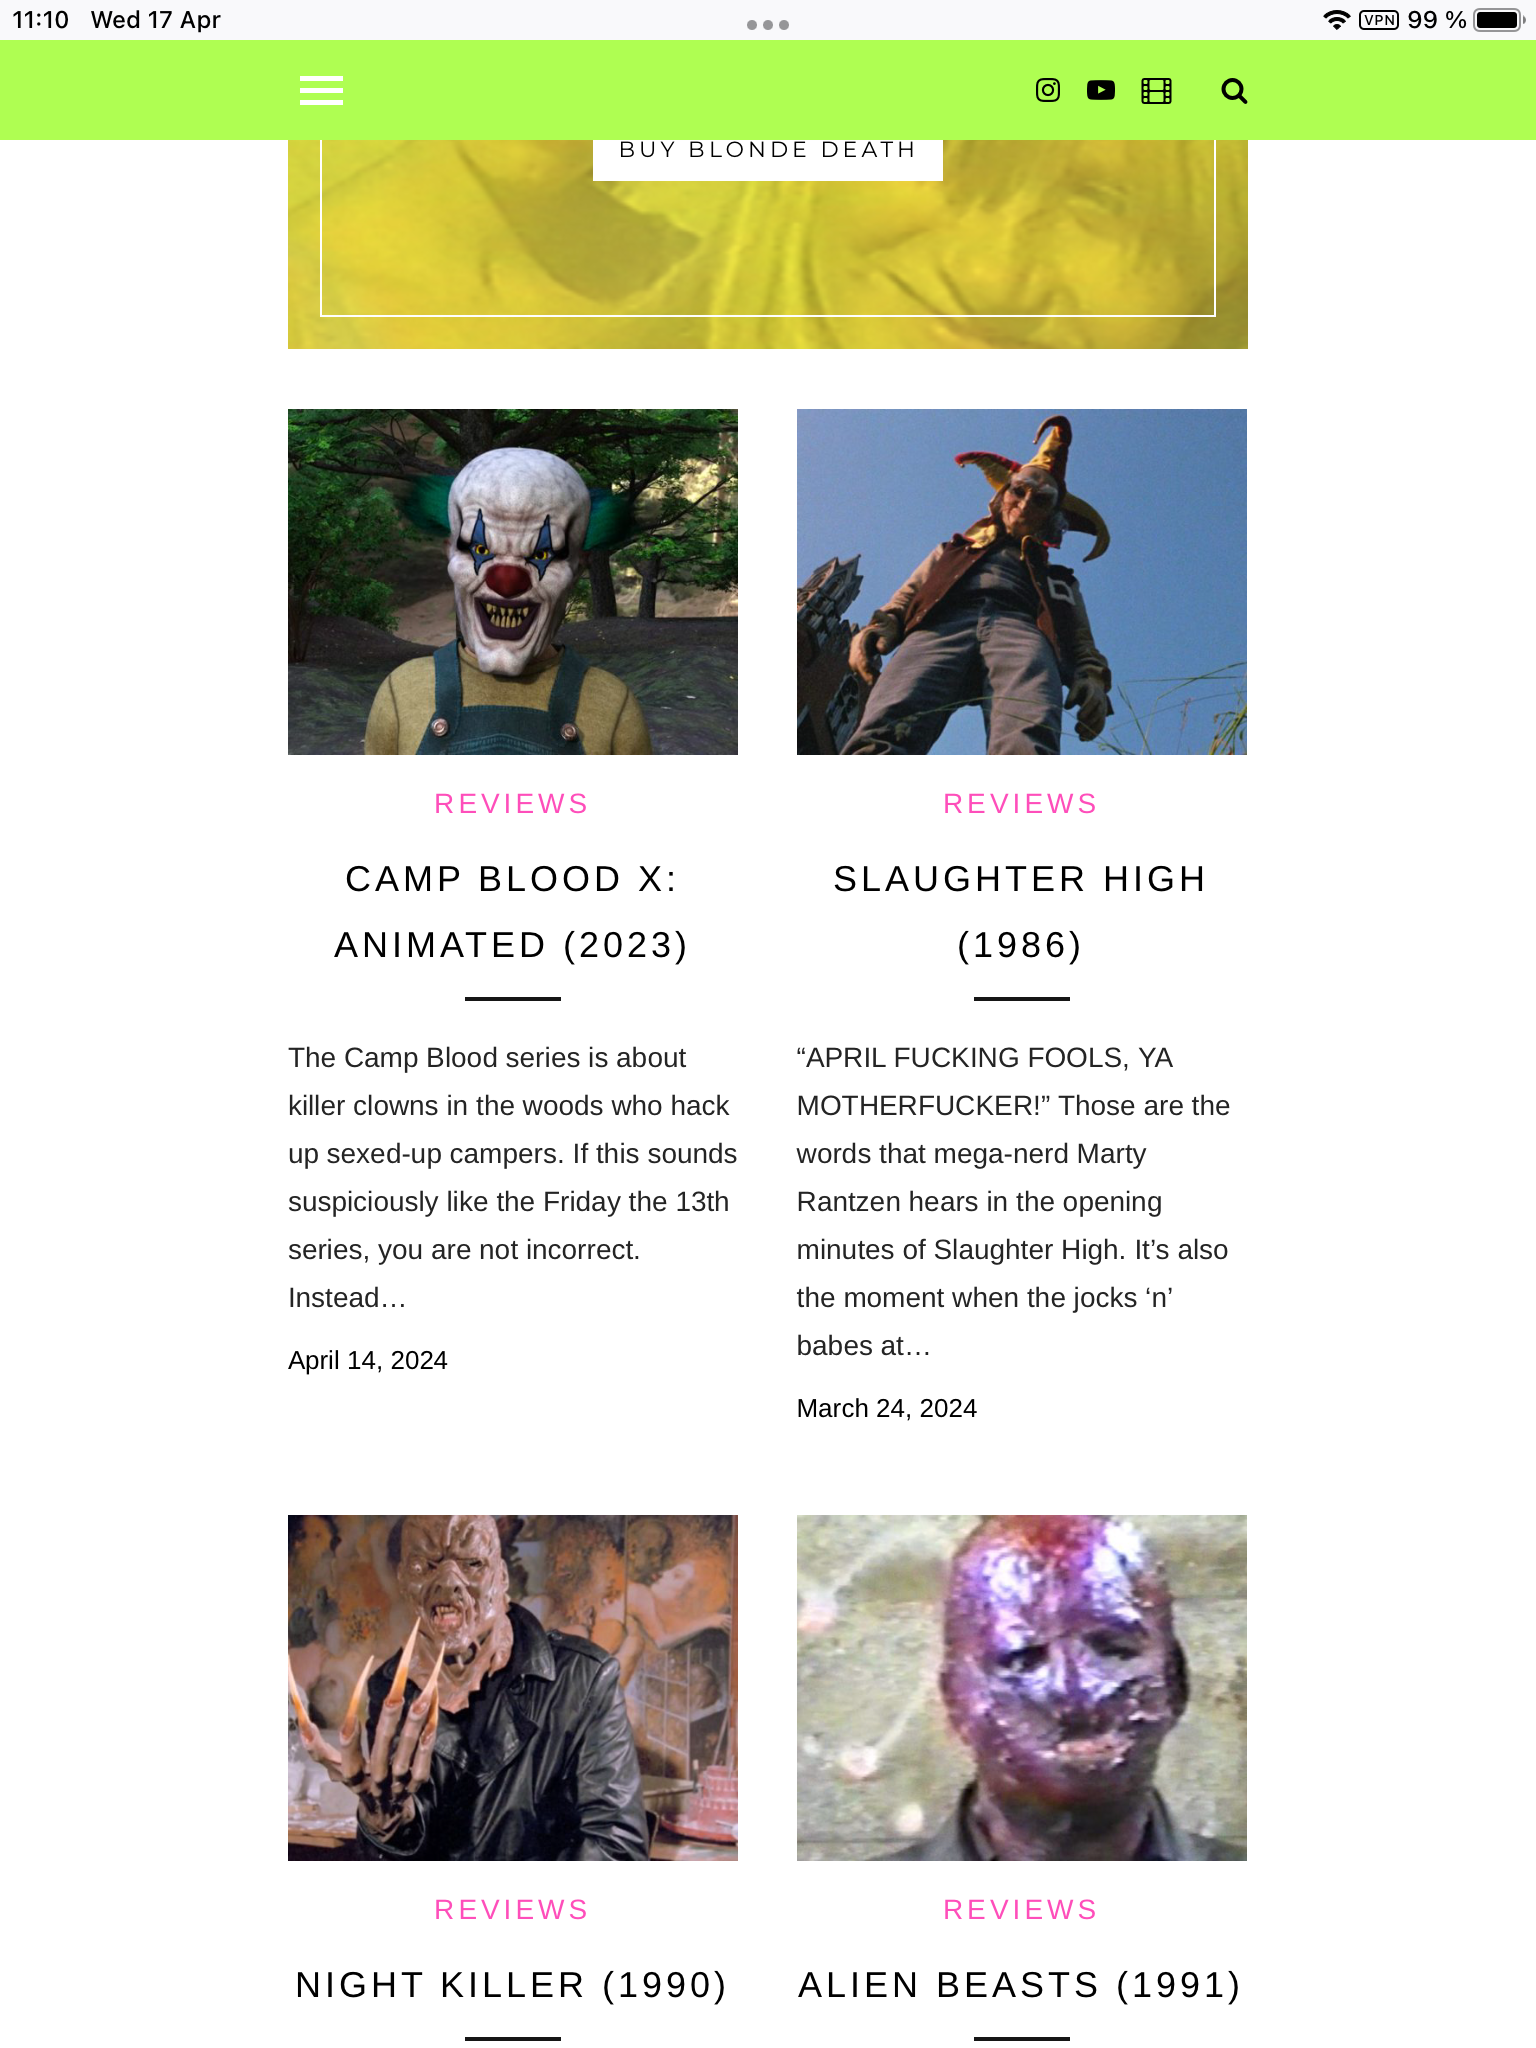 11:10 Wed 17 Apr
VPN 99 %
BUY BLONDE DEATH
REVIEWS
CAMP BLOOD X:
ANIMATED (2023)
The Camp Blood series is about
killer clowns in the woods who hack
up sexed-up campers. If this sounds
suspiciously like the Friday the 13th
series, you are not incorrect.
Instead…
April 14, 2024
REVIEWS
SLAUGHTER HIGH
(1986)
“APRIL FUCKING FOOLS, YA
MOTHERFUCKER!” Those are the
words that mega-nerd Marty
Rantzen hears in the opening
minutes of Slaughter High. It’s also
the moment when the jocks ‘n’
babes at…
March 24, 2024
REVIEWS
NIGHT KILLER (1990)
REVIEWS
ALIEN BEASTS (1991)